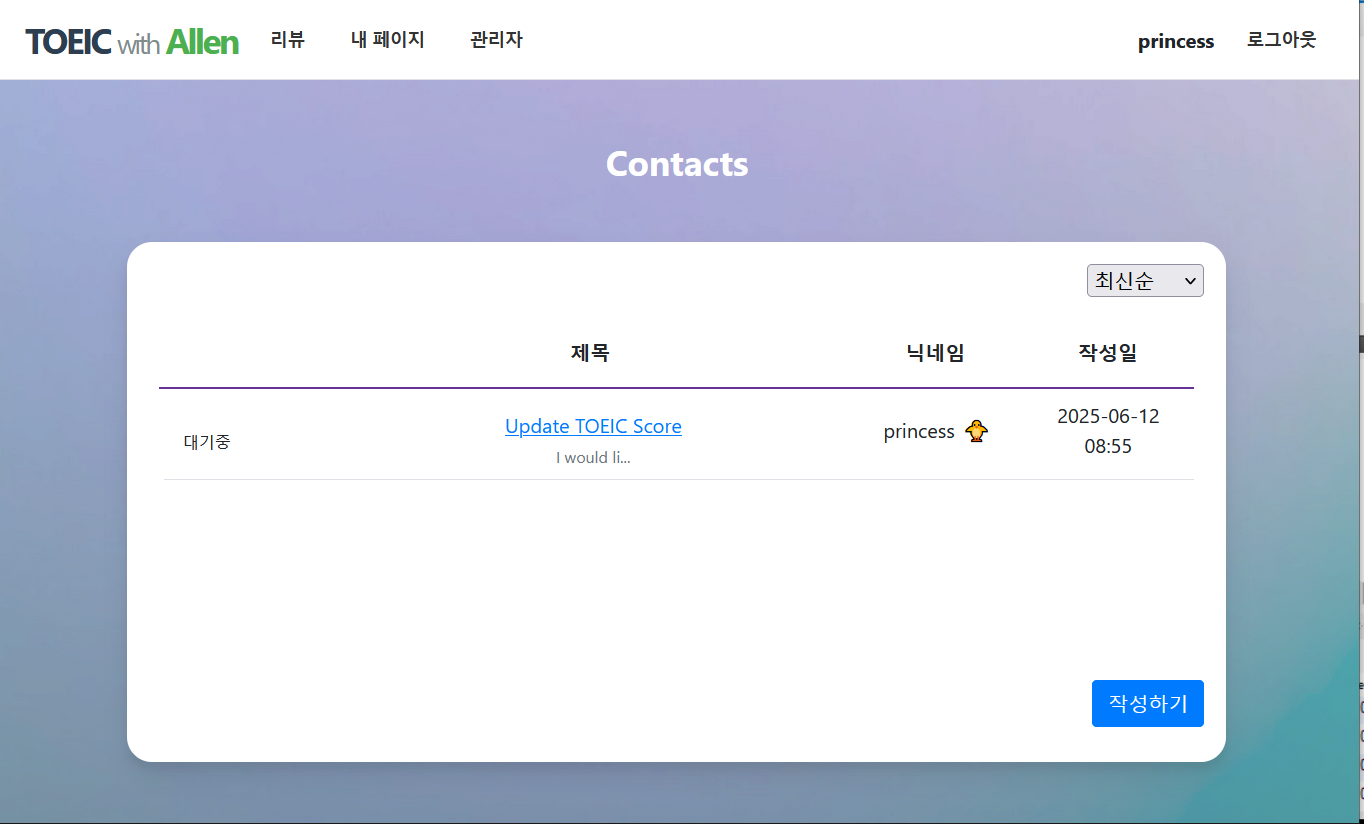 TOEIC with Allen 리뷰 내 페이지 관리자 princess 로그아웃
Contacts
최신순
제목 닉네임 작성일
대기중 Update TOEIC Score princess 2025-06-12
I would li... 08:55
작성하기